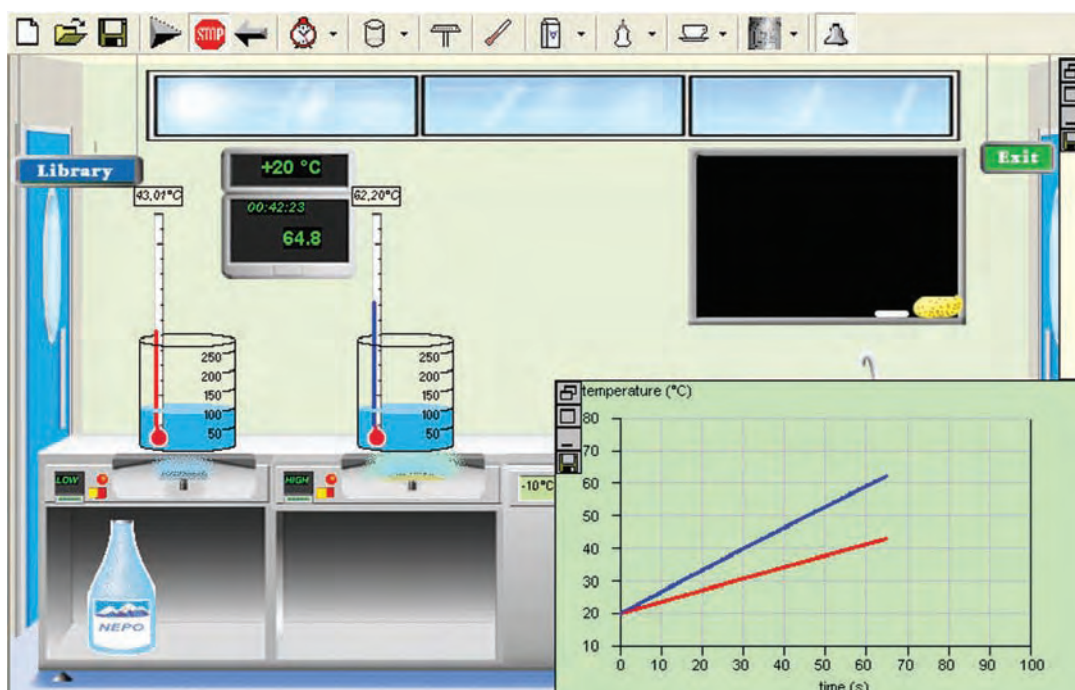 STOP
Library
Exit
+20 °C
43,01°C
62,20°C
00:42:23
64.8
250
200
150
100
50
250
200
150
100
50
LOW
HIGH
-10°C
NEPO
temperature (°C)
80
70
60
50
40
30
20
10
0 10 20 30 40 50 60 70 80 90 100
time (s)